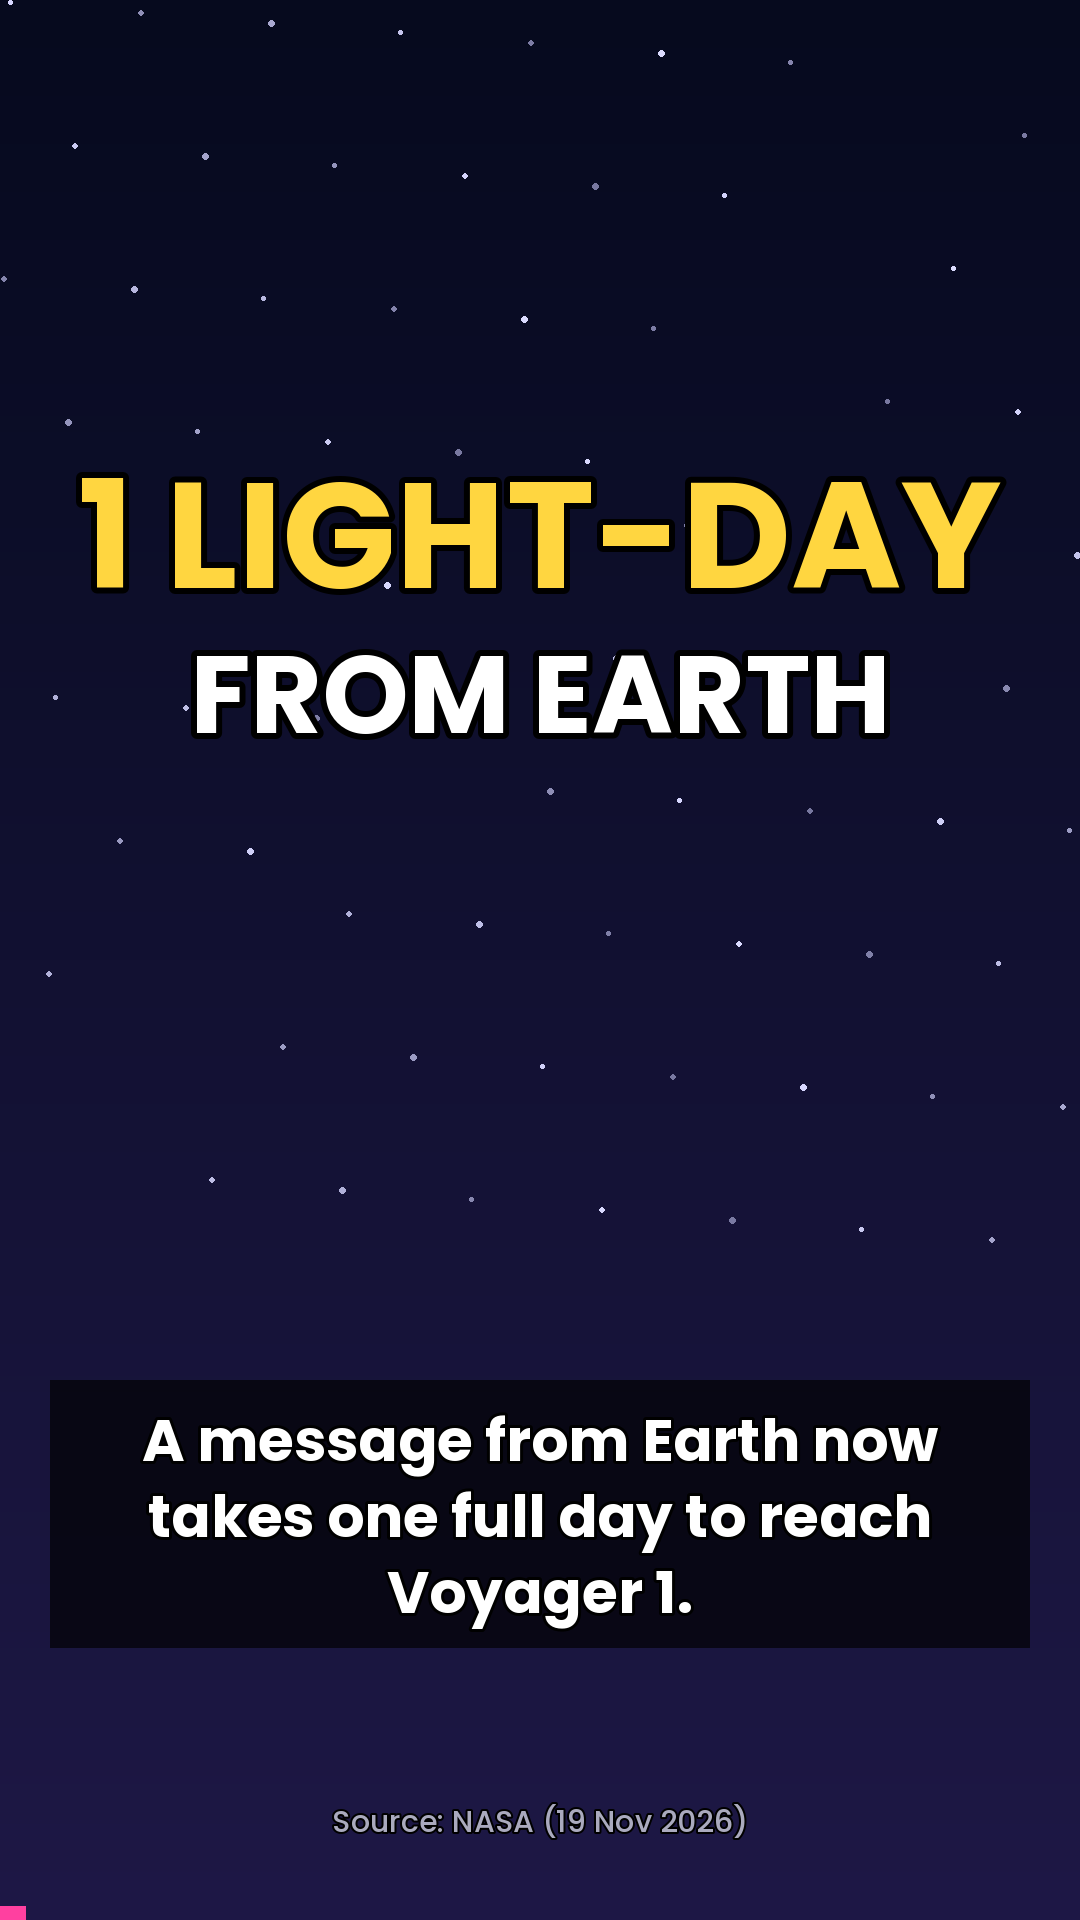 1 LIGHT-DAY
FROM EARTH
A message from Earth now
takes one full day to reach
Voyager 1.
Source: NASA (19 Nov 2026)